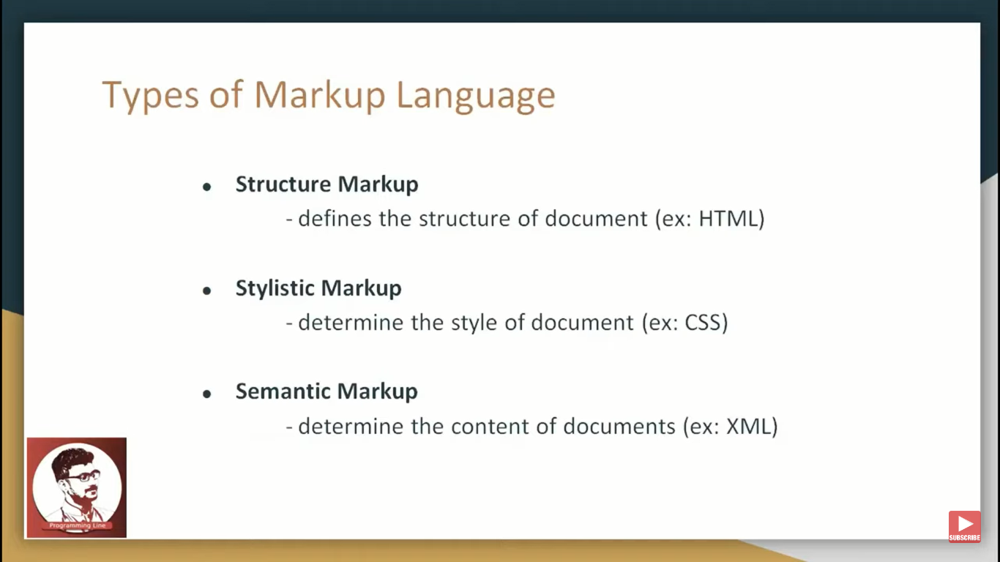 Types of Markup Language
● Structure Markup
- defines the structure of document (ex: HTML)
● Stylistic Markup
- determine the style of document (ex: CSS)
● Semantic Markup
- determine the content of documents (ex: XML)
Programming Line
SUBSCRIBE